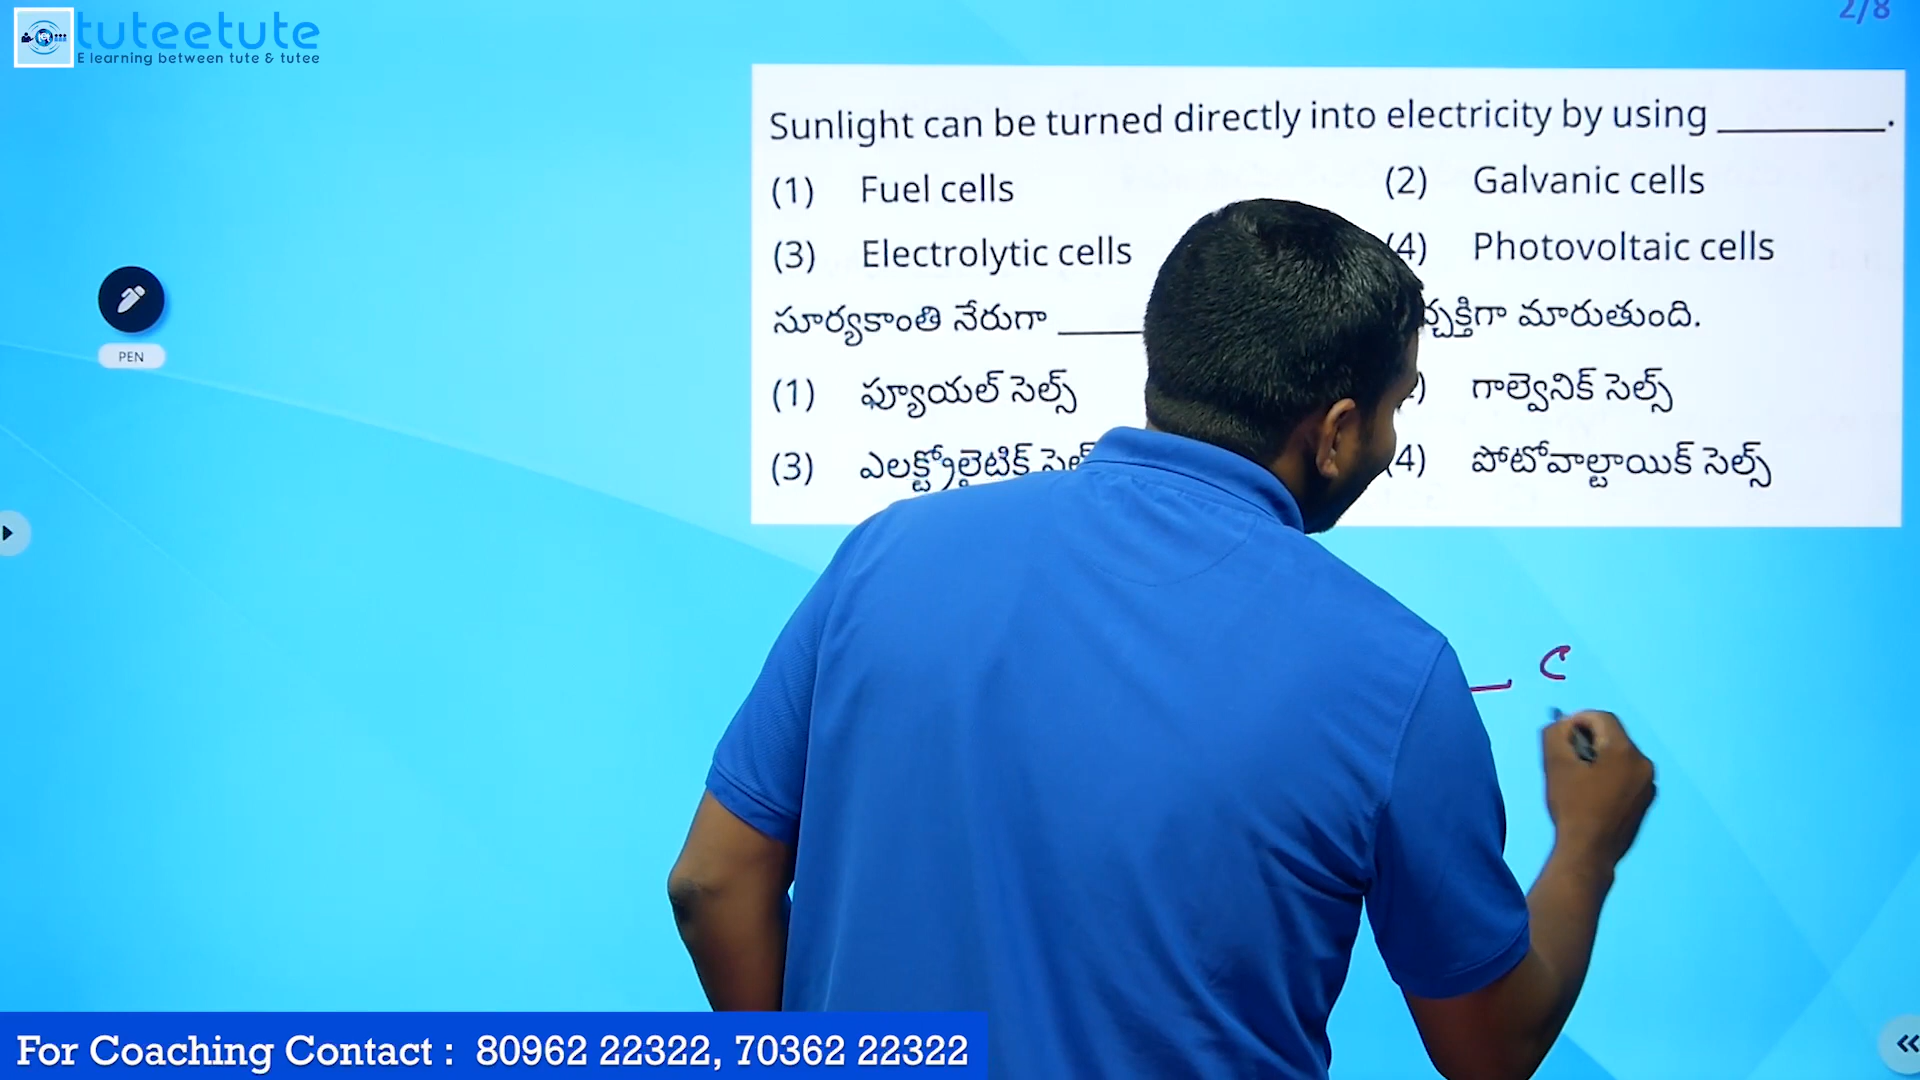 tuteetute
E learning between tute & tutee
2/8
Sunlight can be turned directly into electricity by using ________.
(1) Fuel cells (2) Galvanic cells
(3) Electrolytic cells (4) Photovoltaic cells
సూర్యకాంతి నేరుగా ____ మారుతుంది.
(1) ఫ్యూయల్ సెల్స్ గాల్వెనిక్ సెల్స్
(3) ఎలక్ట్రోలైటిక్ (4) పోటోవాల్టాయిక్ సెల్స్
PEN
C
For Coaching Contact : 80962 22322, 70362 22322